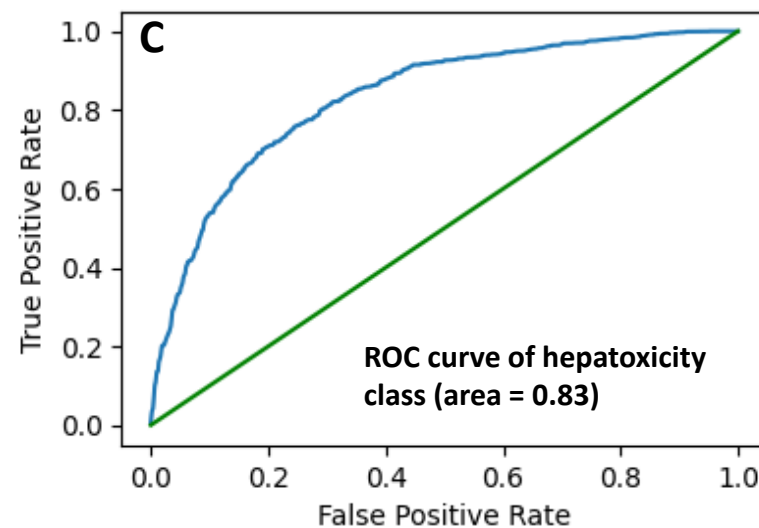 C
1.0
0.8
0.6
0.4
0.2
0.0
True Positive Rate
ROC curve of hepatoxicity
class (area = 0.83)
0.0 0.2 0.4 0.6 0.8 1.0
False Positive Rate